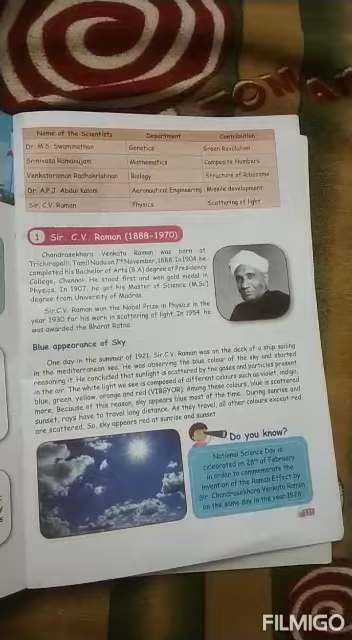 Name of the Scientists Department Contribution
Dr. M.S. Swaminathan Genetics Green Revolution
Srinivasa Ramanujam Mathematics Composite Numbers
Venkataraman Radhakrishnan Biology Structure of Ribosome
Dr. A.P.J. Abdul Kalam Aeronautical Engineering Missile development
Sir. C.V. Raman Physics Scattering of light
1 Sir. C.V. Raman (1888-1970)
Chandrasekhara Venkata Raman was born at
Trichirapalli, Tamil Nadu on 7th November, 1888. In 1904, he
completed his Bachelor of Arts (B.A) degree at Presidency
College, Chennai. He stood first and won gold medal in
Physics. In 1907, he got his Master of Science (M.Sc)
degree from University of Madras.
Sir C.V. Raman won the Nobel Prize in Physics in the
year 1930 for his work in scattering of light. In 1954, he
was awarded the Bharat Ratna.
Blue appearance of Sky
One day in the summer of 1921, Sir.C.V. Raman was on the deck of a ship sailing
in the mediterranean sea. He was observing the blue colour of the sky and started
reasoning it. He concluded that sunlight is scattered by the gases and particles present
in the air. The white light we see is composed of different colours such as violet, indigo,
blue, green, yellow, orange and red (VIBGYOR). Among these colours, blue is scattered
more. Because of this reason, sky appears blue most of the time. During sunrise and
sunset, rays have to travel long distance. As they travel, all other colours except red
are scattered. So, sky appears red at sunrise and sunset.
Do you know?
National Science Day is
celebrated on 28th of February
in order to commemorate the
invention of the Raman Effect by
Sir Chandrasekhara Venkata Raman
on the same day in the year 1928.
FILMIGO